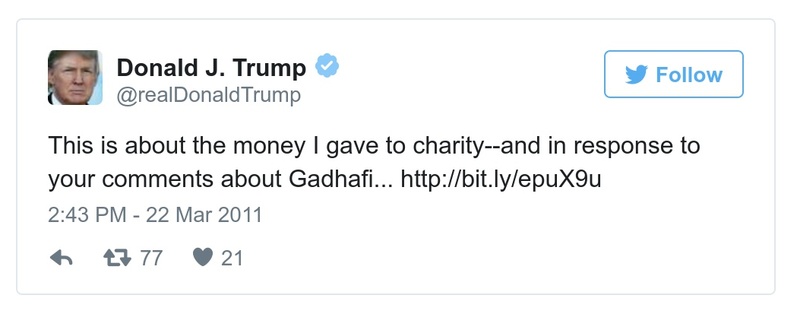 Donald J. Trump
@realDonaldTrump
Follow
This is about the money I gave to charity--and in response to
your comments about Gadhafi... http://bit.ly/epuX9u
2:43 PM - 22 Mar 2011
77 21